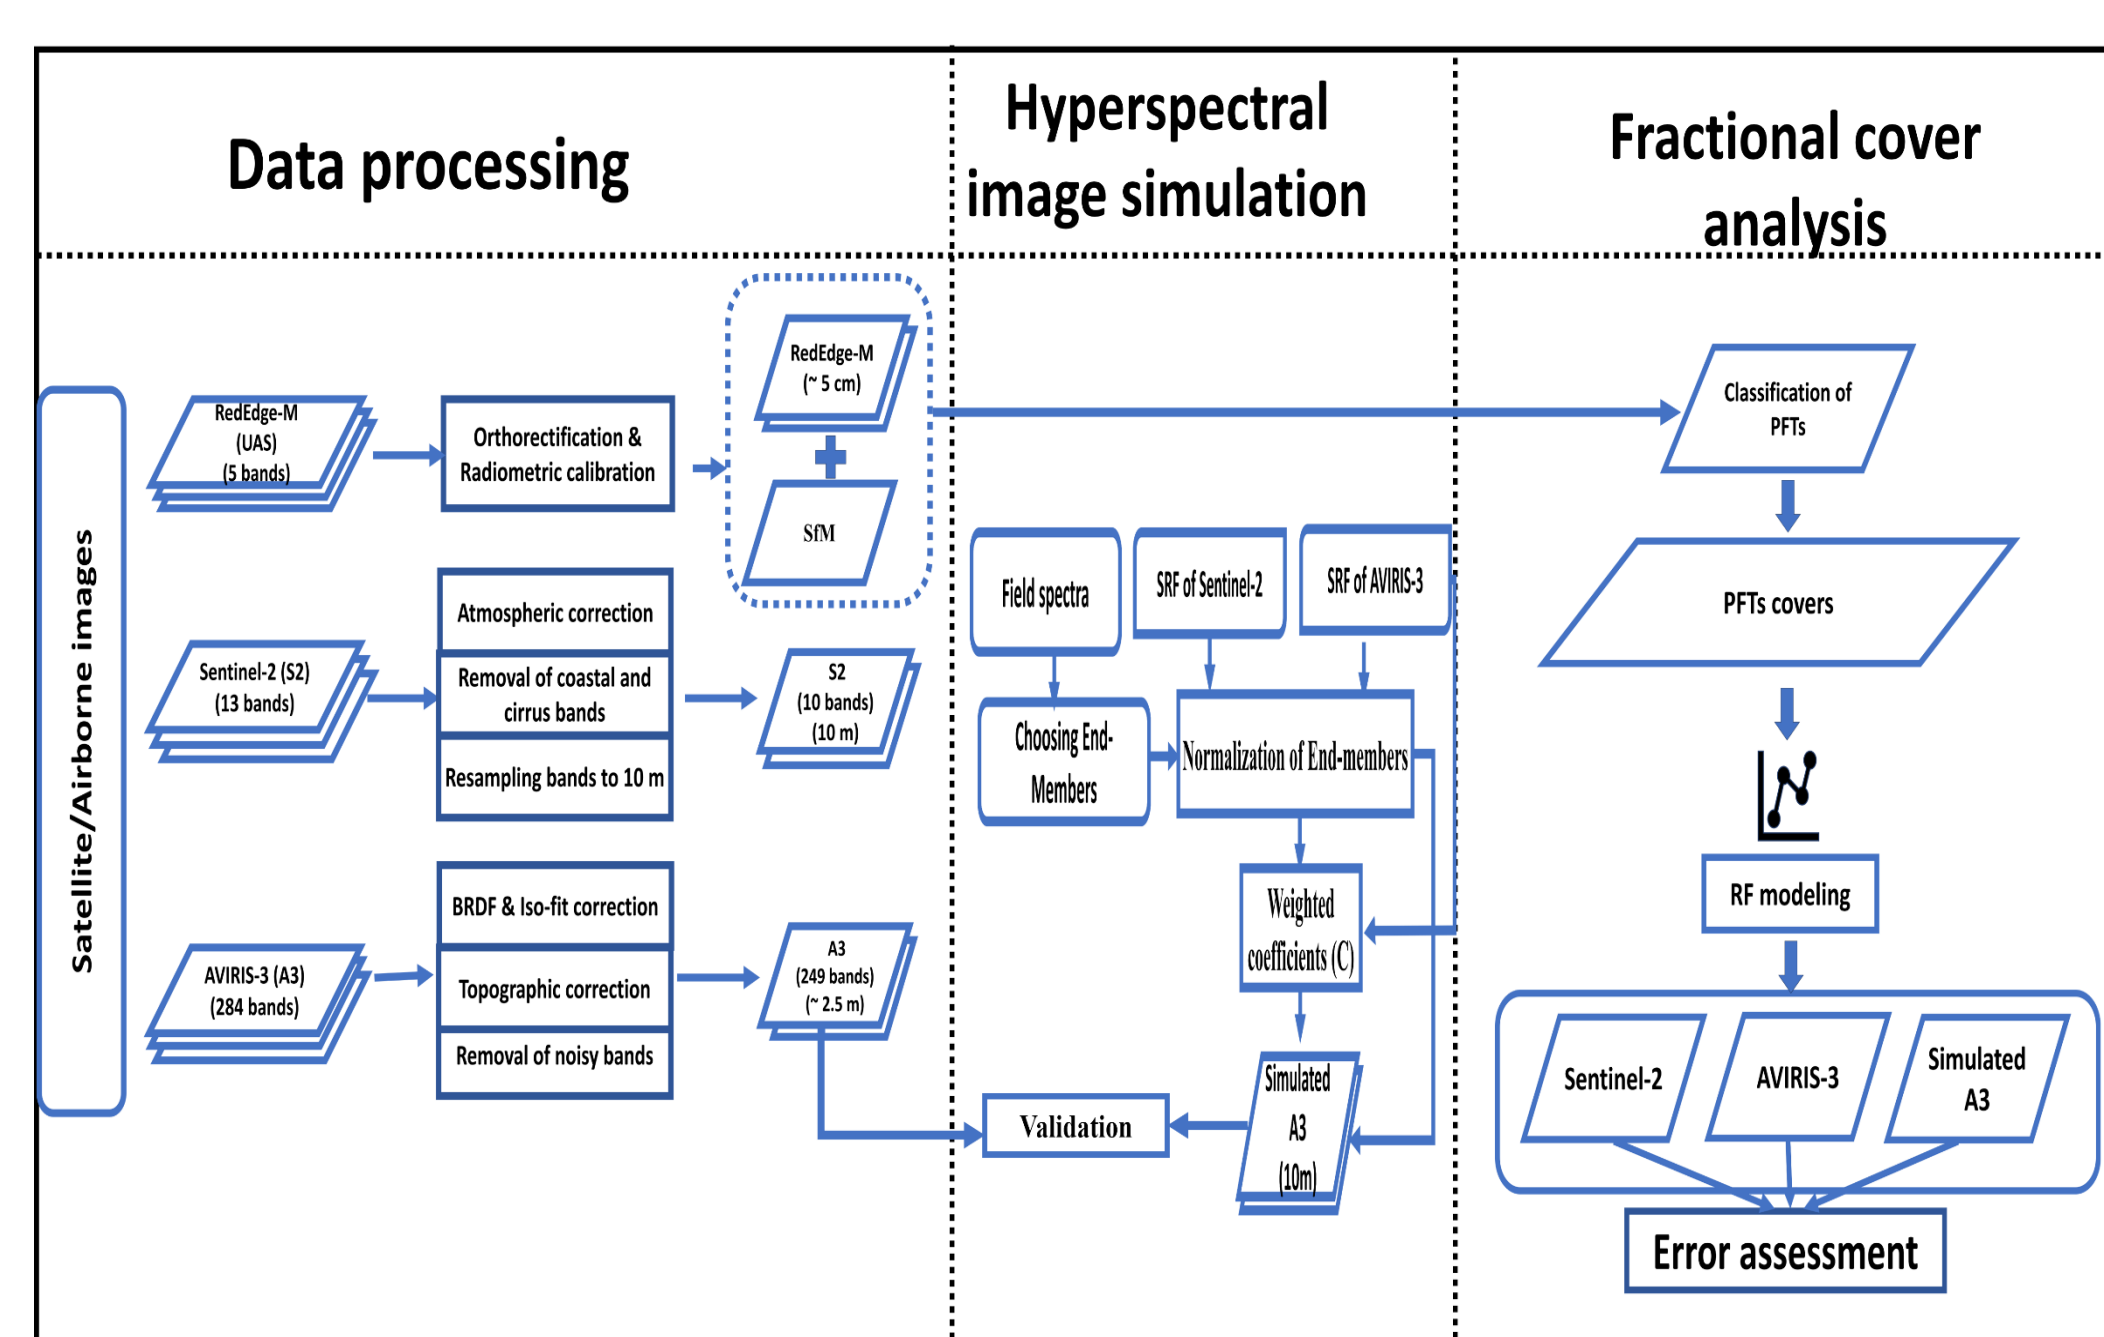 Data processing
Hyperspectral
image simulation
Fractional cover
analysis
Satellite/Airborne images
RedEdge-M
(UAS)
(5 bands)
Orthorectification &
Radiometric calibration
RedEdge-M
(~ 5 cm)
SfM
Sentinel-2 (S2)
(13 bands)
Atmospheric correction
Removal of coastal and
cirrus bands
Resampling bands to 10 m
S2
(10 bands)
(10 m)
AVIRIS-3 (A3)
(284 bands)
BRDF & Iso-fit correction
Topographic correction
Removal of noisy bands
A3
(249 bands)
(~ 2.5 m)
Field spectra
SRF of Sentinel-2
SRF of AVIRIS-3
Choosing End-
Members
Normalization of End-members
Weighted
coefficients (C)
Simulated
A3
(10m)
Validation
Classification of
PFTs
PFTs covers
RF modeling
Sentinel-2
AVIRIS-3
Simulated
A3
Error assessment